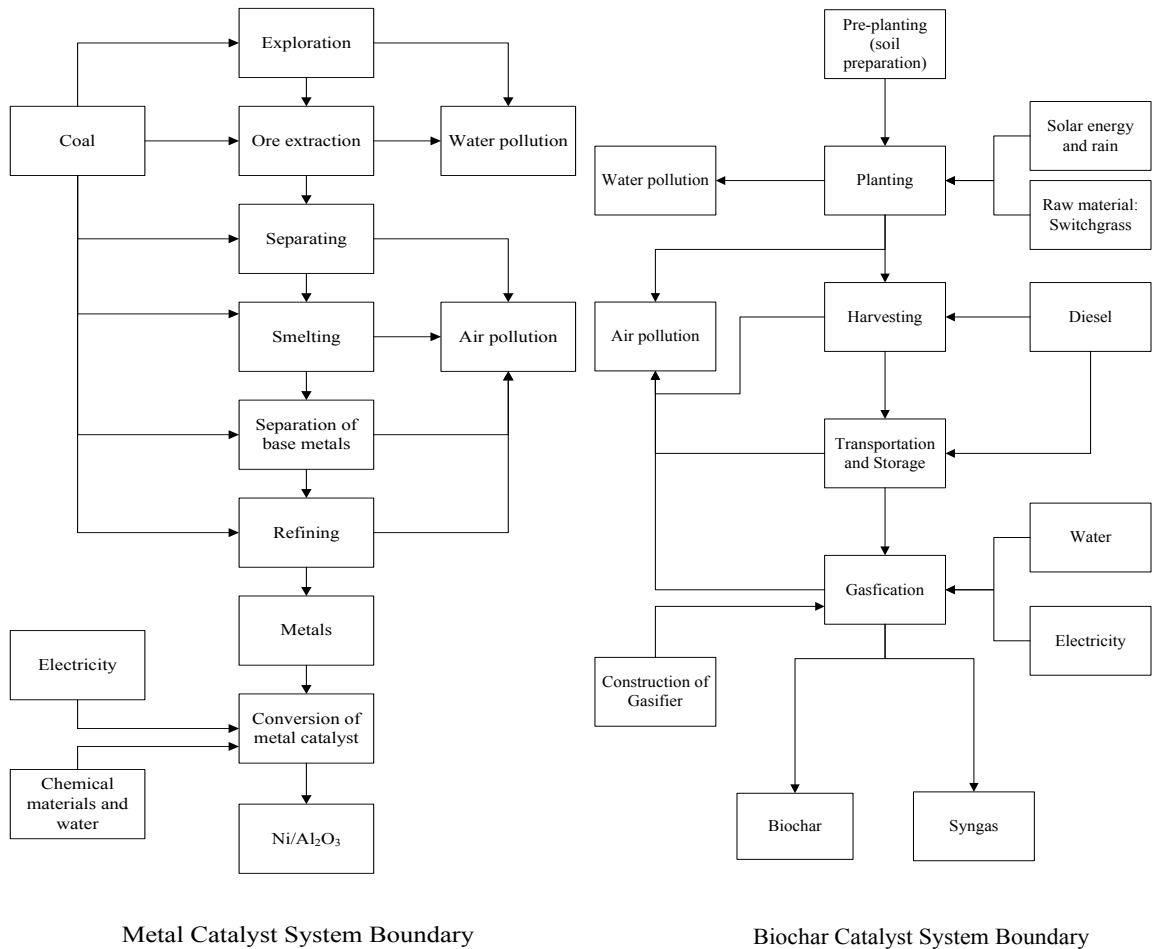 Exploration
Coal
Ore extraction
Water pollution
Separating
Smelting
Air pollution
Separation of
base metals
Refining
Metals
Electricity
Conversion of
metal catalyst
Chemical
materials and
water
Ni/Al₂O₃
Metal Catalyst System Boundary
Pre-planting
(soil
preparation)
Solar energy
and rain
Water pollution
Planting
Raw material:
Switchgrass
Air pollution
Harvesting
Diesel
Transportation
and Storage
Water
Gasfication
Electricity
Construction of
Gasifier
Biochar
Syngas
Biochar Catalyst System Boundary